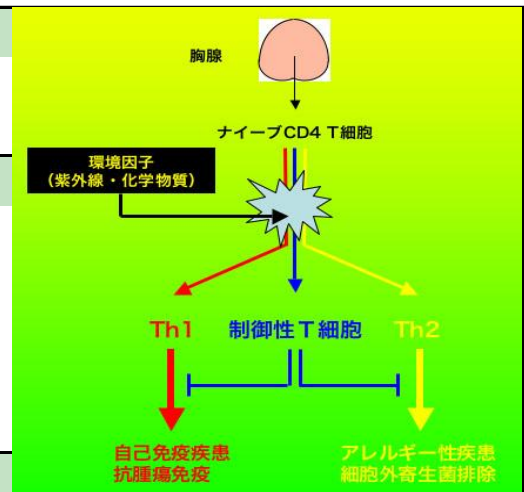 胸腺
ナイーブCD4 T細胞
環境因子
（紫外線・化学物質）
Th1
制御性T細胞
Th2
自己免疫疾患
抗腫瘍免疫
アレルギー性疾患
細胞外寄生菌排除